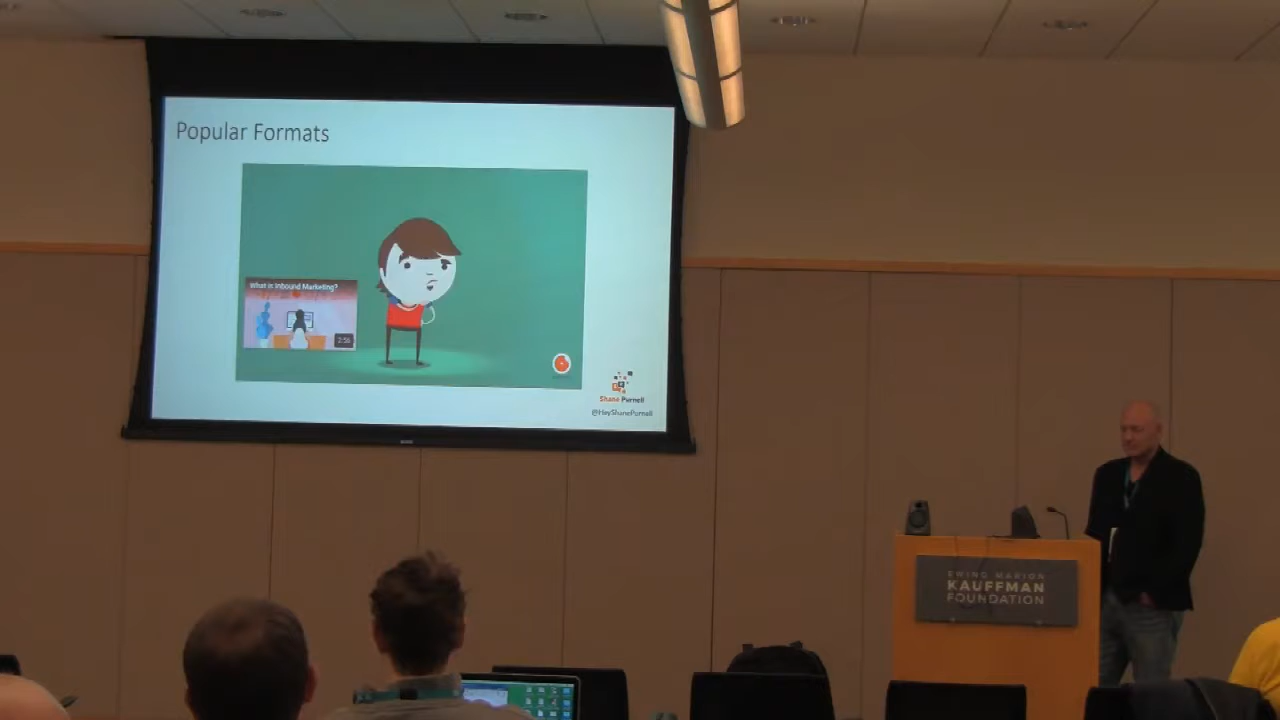 Popular Formats
What is Inbound Marketing?
2:56
Shane Purnell
@HeyShanePurnell
EWING MARION
KAUFFMAN
FOUNDATION